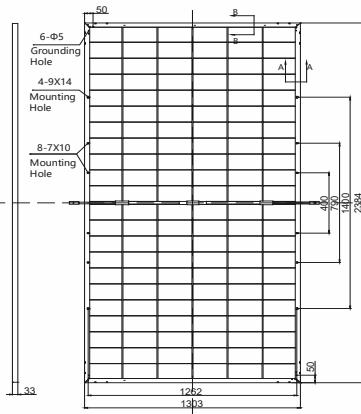 50
B
B
6-Φ5
Grounding
Hole
A
A
4-9X14
Mounting
Hole
8-7X10
Mounting
Hole
400
790
1400
2384
50
33
1262
1303